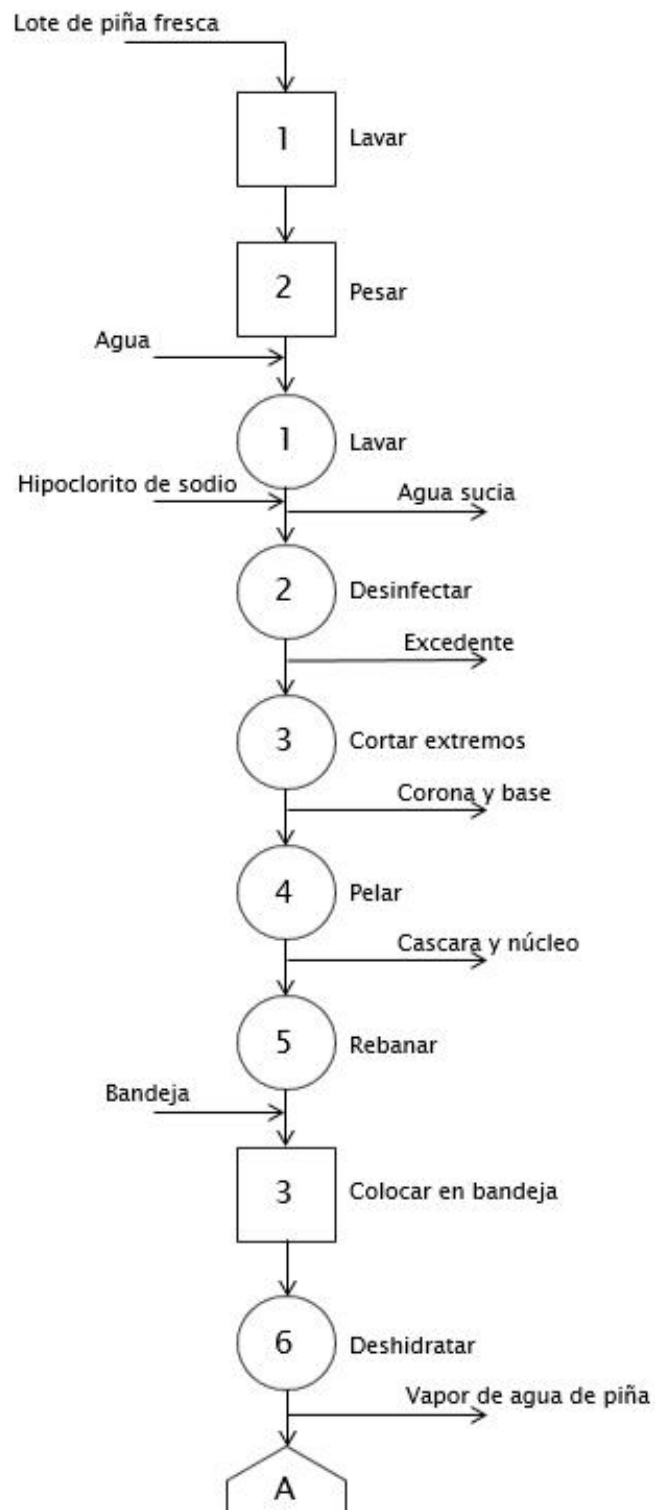 Lote de piña fresca
1 Lavar
2 Pesar
Agua
1 Lavar
Hipoclorito de sodio
Agua sucia
2 Desinfectar
Excedente
3 Cortar extremos
Corona y base
4 Pelar
Cascara y núcleo
5 Rebanar
Bandeja
3 Colocar en bandeja
6 Deshidratar
Vapor de agua de piña
A